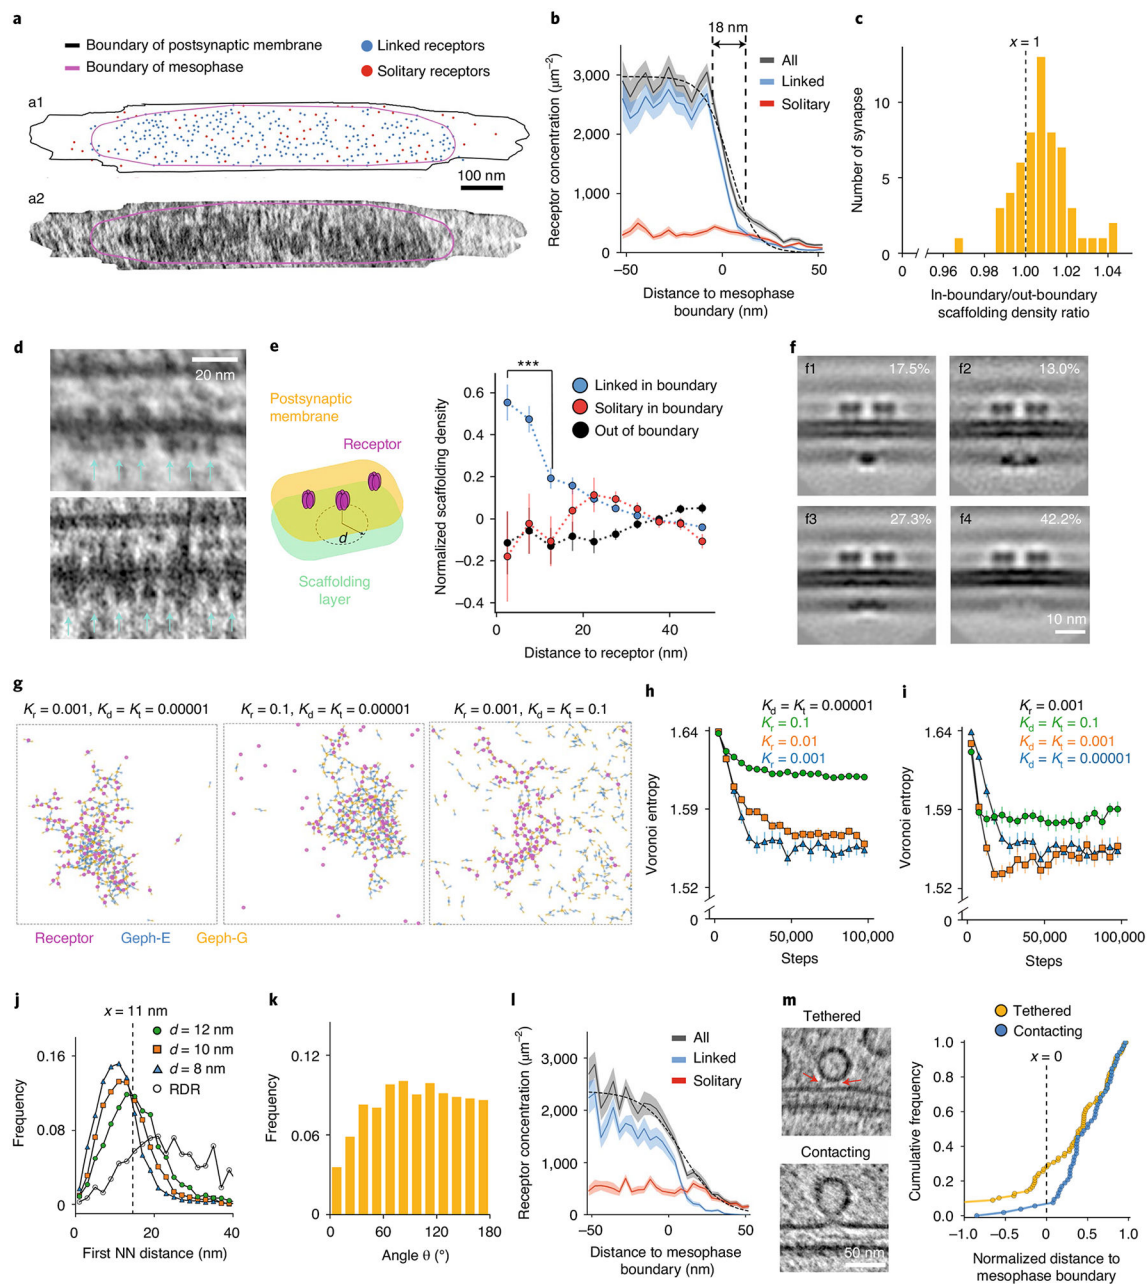 a
Boundary of postsynaptic membrane
Linked receptors
Boundary of mesophase
Solitary receptors
a1
100 nm
a2
b
18 nm
All
Linked
Solitary
Receptor concentration (μm⁻²)
3,000
2,000
1,000
0
−50 0 50
Distance to mesophase
boundary (nm)
c
x = 1
Number of synapse
10
5
0
0 0.96 0.98 1.00 1.02 1.04
In-boundary/out-boundary
scaffolding density ratio
d
20 nm
e
Postsynaptic
membrane
Receptor
d
Scaffolding
layer
***
Linked in boundary
Solitary in boundary
Out of boundary
Normalized scaffolding density
0.6
0.4
0.2
0
−0.2
−0.4
0 20 40
Distance to receptor (nm)
f
f1 17.5%
f2 13.0%
f3 27.3%
f4 42.2%
10 nm
g
Kr = 0.001, Kd = Kt = 0.00001
Kr = 0.1, Kd = Kt = 0.00001
Kr = 0.001, Kd = Kt = 0.1
Receptor Geph-E Geph-G
h
Kd = Kt = 0.00001
Kr = 0.1
Kr = 0.01
Kr = 0.001
Voronoi entropy
1.64
1.59
1.52
0
0 50,000 100,000
Steps
i
Kr = 0.001
Kd = Kt = 0.1
Kd = Kt = 0.001
Kd = Kt = 0.00001
Voronoi entropy
1.64
1.59
1.52
0
0 50,000 100,000
Steps
j
x = 11 nm
d = 12 nm
d = 10 nm
d = 8 nm
RDR
Frequency
0.16
0.08
0
0 20 40
First NN distance (nm)
k
Frequency
0.12
0.06
0
0 60 120 180
Angle θ (°)
l
All
Linked
Solitary
Receptor concentration (μm⁻²)
3,000
2,000
1,000
0
−50 0 50
Distance to mesophase
boundary (nm)
m
Tethered
Contacting
50 nm
Tethered
Contacting
x = 0
Cumulative frequency
1.0
0.8
0.6
0.4
0.2
0.0
−1.0 −0.5 0 0.5 1.0
Normalized distance to
mesophase boundary